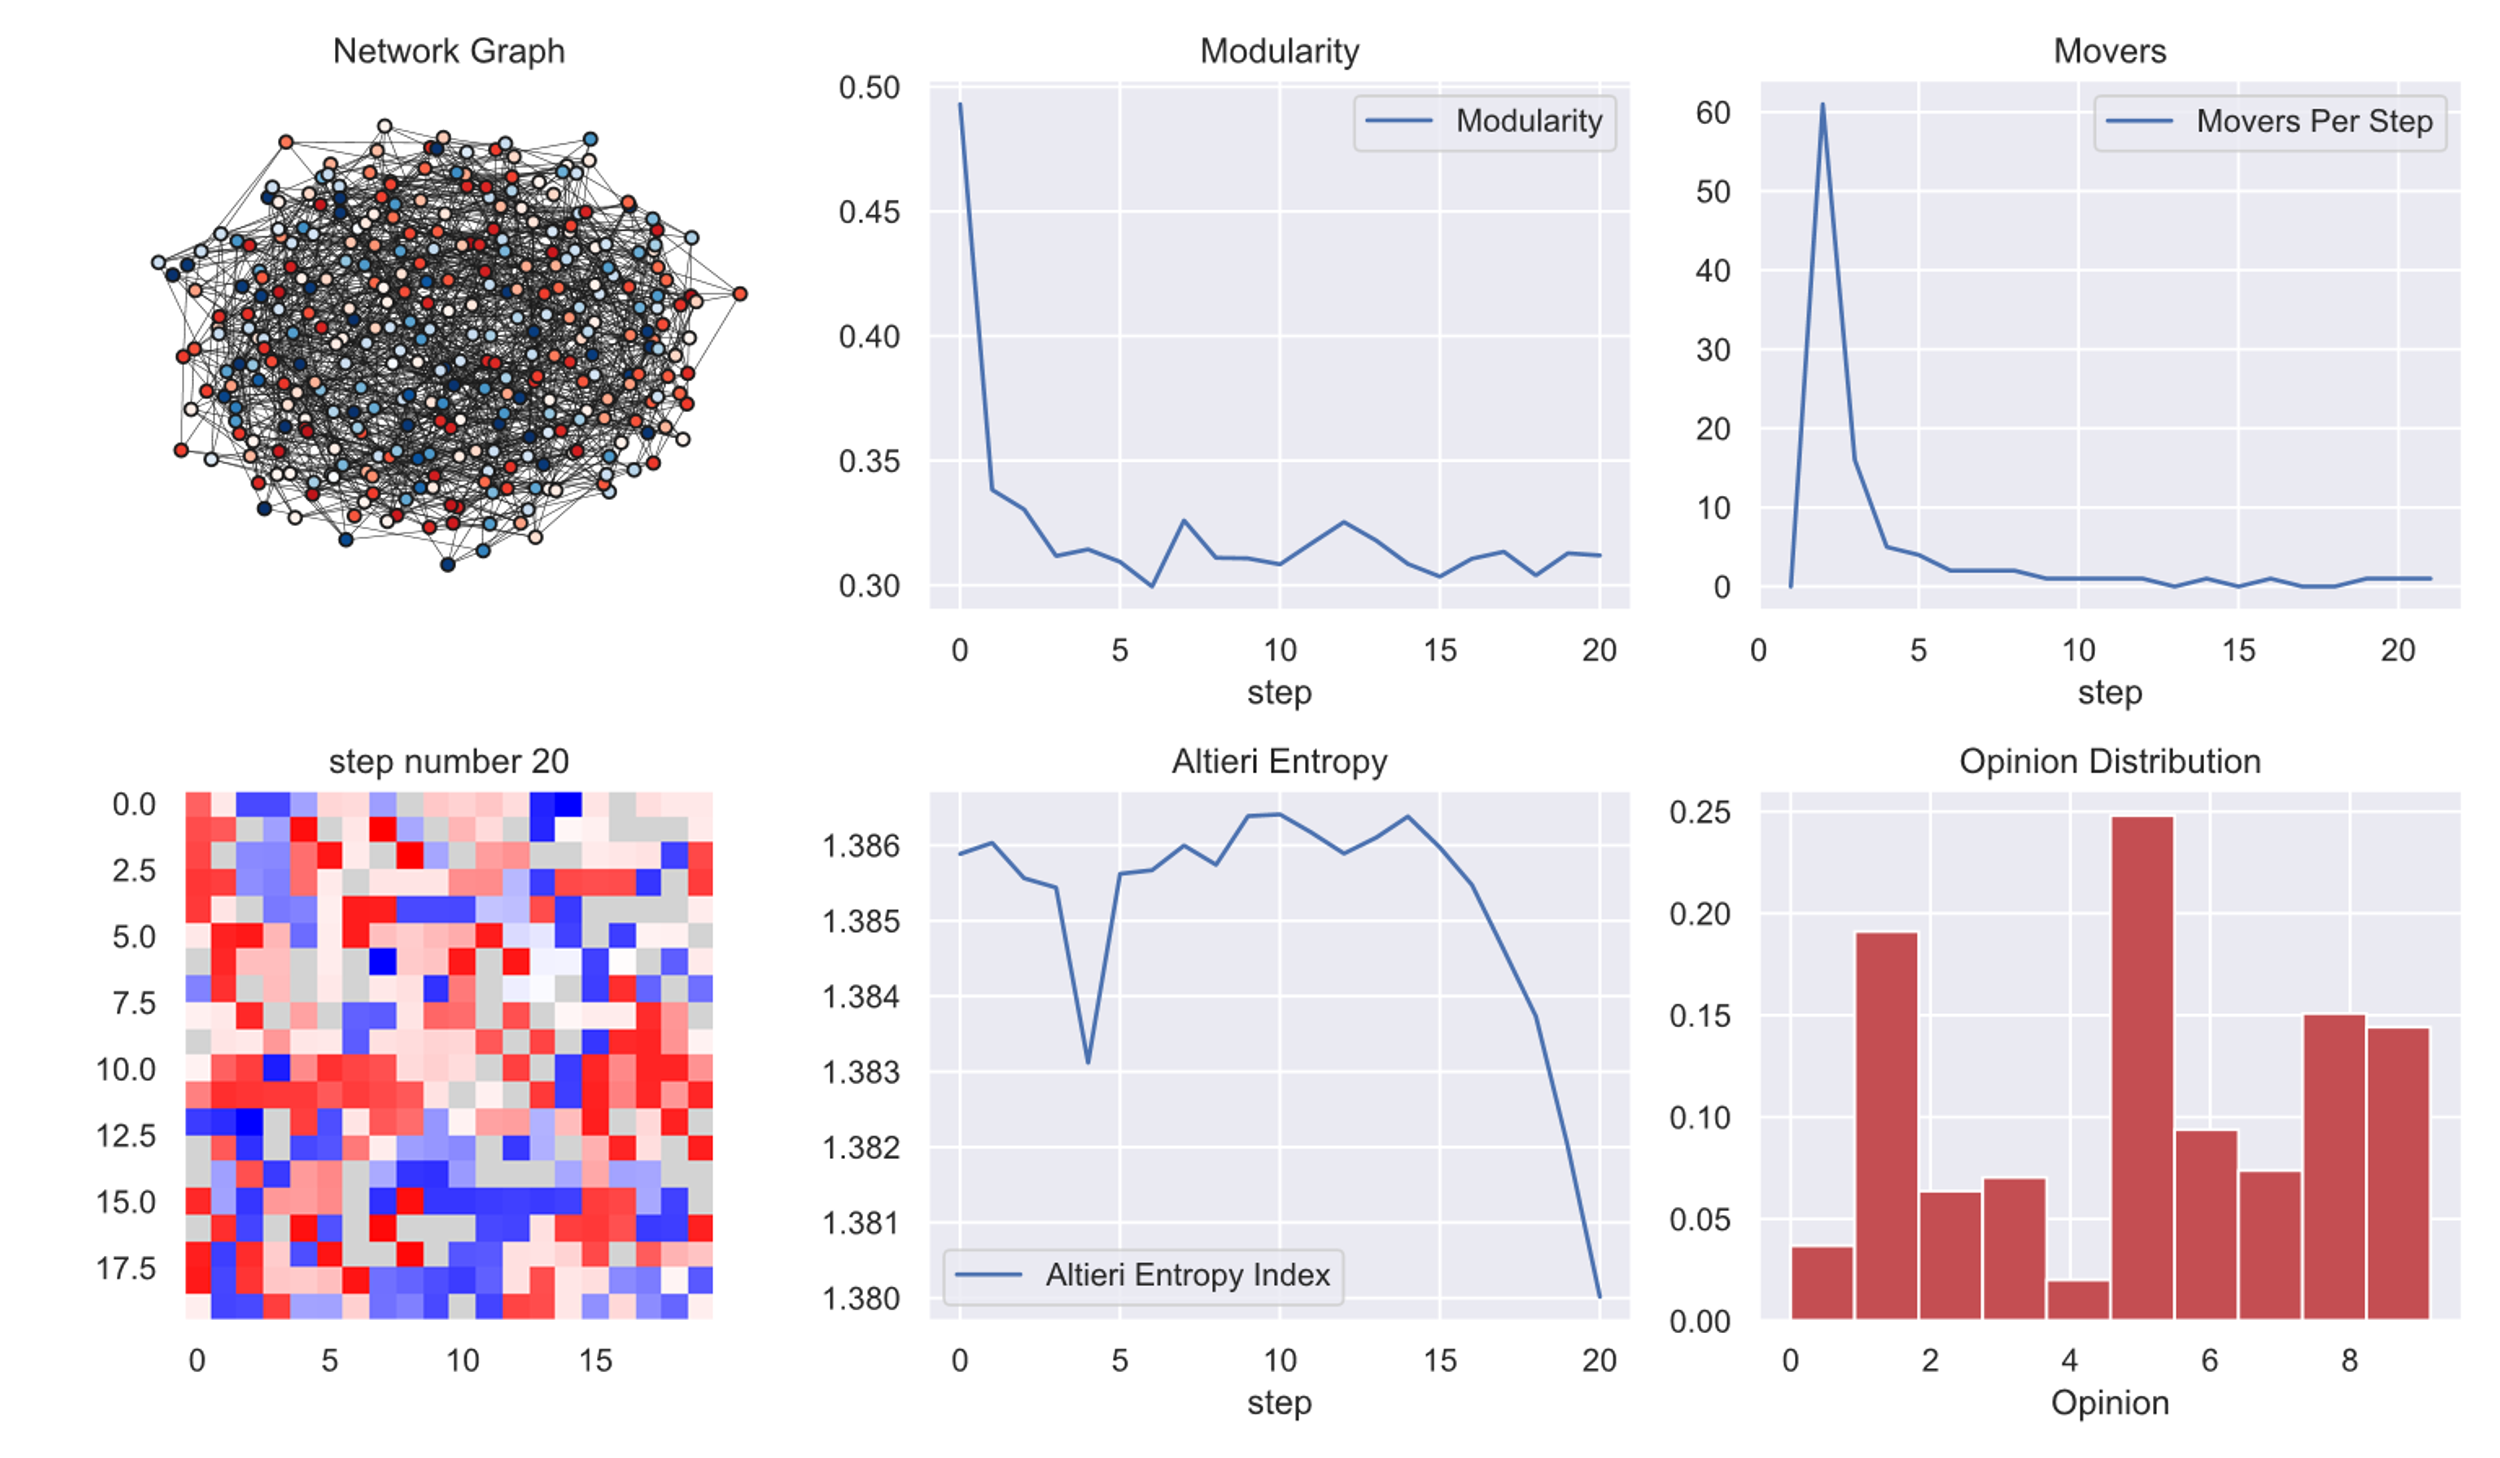 Network Graph
Modularity
0.50
0.45
0.40
0.35
0.30
Modularity
0 5 10 15 20
step
Movers
60
50
40
30
20
10
0
Movers Per Step
0 5 10 15 20
step
step number 20
0.0
2.5
5.0
7.5
10.0
12.5
15.0
17.5
0 5 10 15
Altieri Entropy
1.386
1.385
1.384
1.383
1.382
1.381
1.380
Altieri Entropy Index
0 5 10 15 20
step
Opinion Distribution
0.25
0.20
0.15
0.10
0.05
0.00
0 2 4 6 8
Opinion